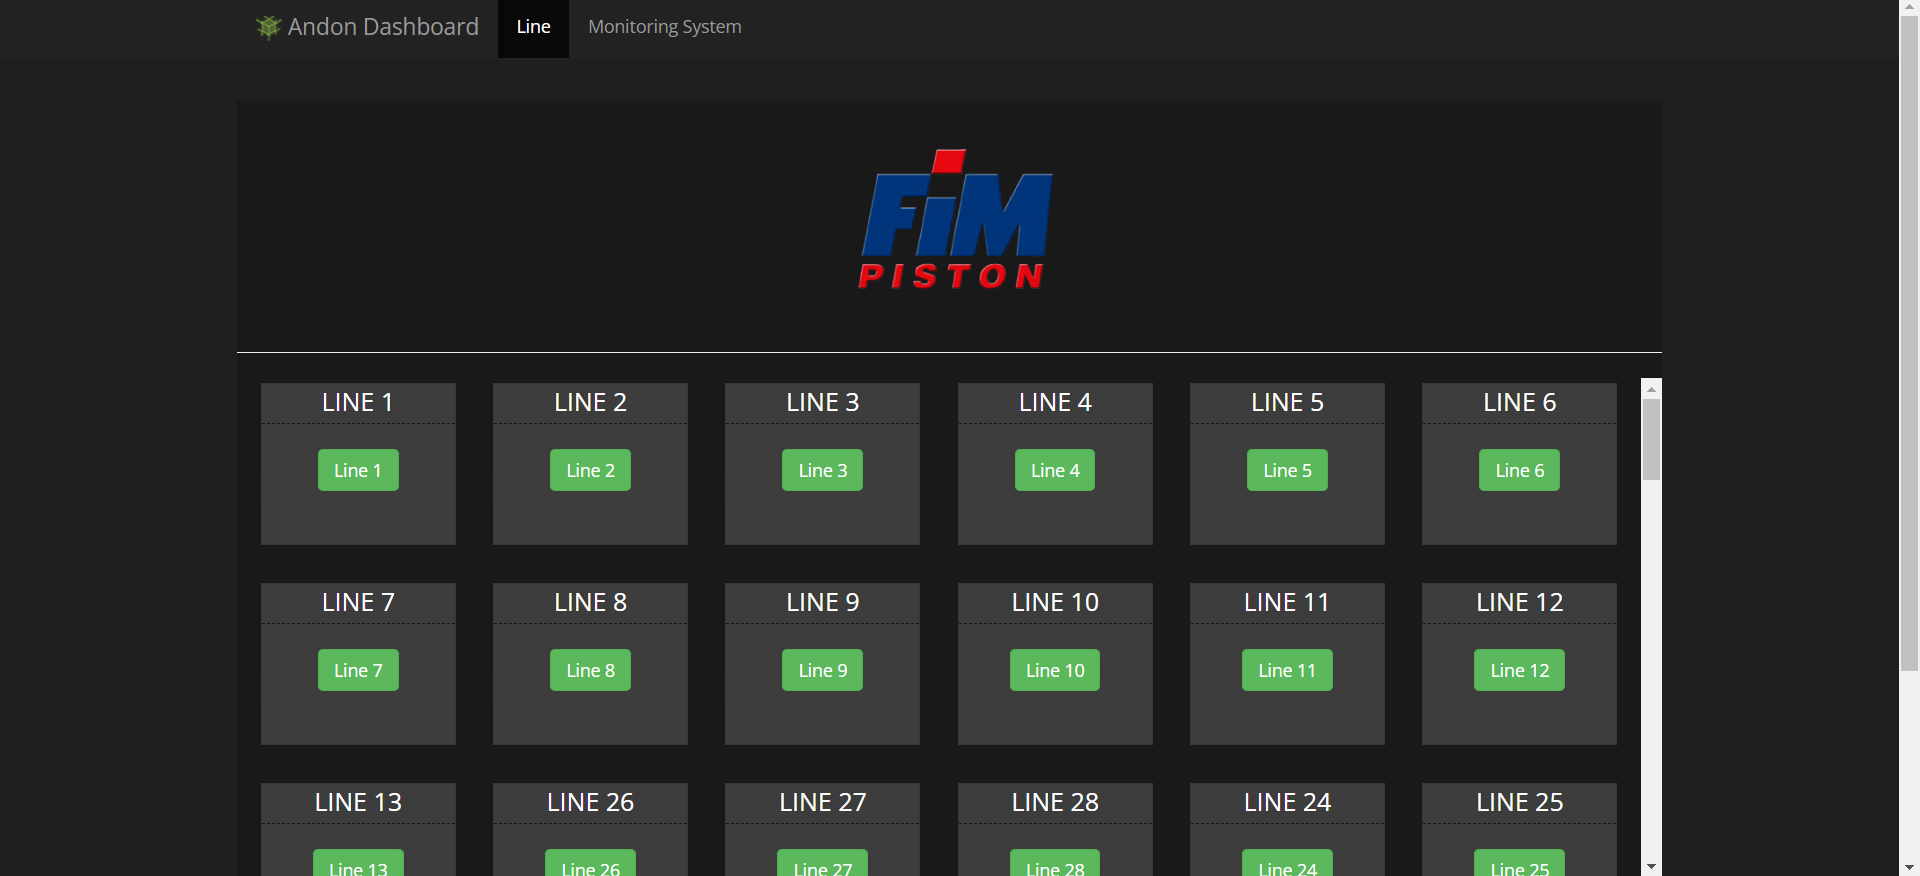 Andon Dashboard Line Monitoring System
FiM
PISTON
LINE 1 LINE 2 LINE 3 LINE 4 LINE 5 LINE 6
Line 1 Line 2 Line 3 Line 4 Line 5 Line 6
LINE 7 LINE 8 LINE 9 LINE 10 LINE 11 LINE 12
Line 7 Line 8 Line 9 Line 10 Line 11 Line 12
LINE 13 LINE 26 LINE 27 LINE 28 LINE 24 LINE 25
Line 13 Line 26 Line 27 Line 28 Line 24 Line 25